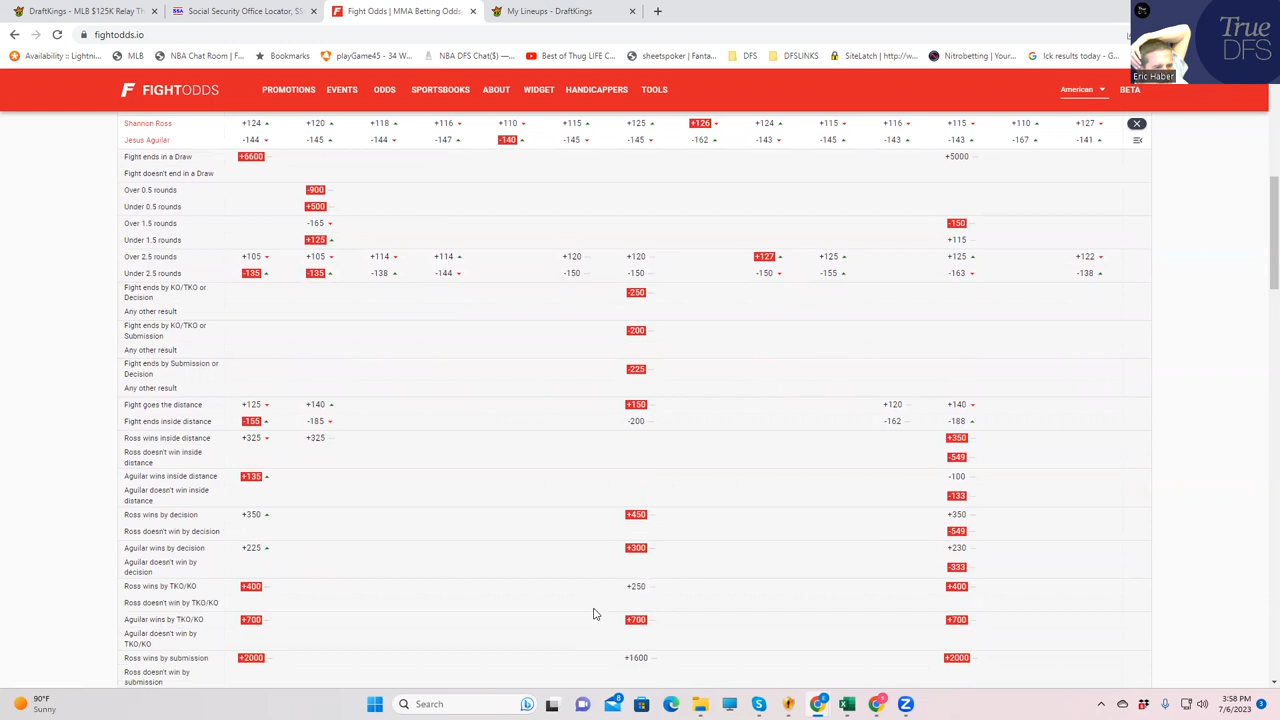 DraftKings - MLB $125K Relay Th
Social Security Office Locator, SS
Fight Odds | MMA Betting Odds
My Lineups - DraftKings
fightodds.io
Availability :: Lightni...
MLB
NBA Chat Room | F...
Bookmarks
playGame45 - 34 W...
NBA DFS Chat($) —...
Best of Thug LIFE C...
sheetspoker | Fanta...
DFS
DFSLINKS
SiteLatch | http://w...
Nitrobetting | Your...
Ick results today - G...
True
DFS
Eric Haber
FIGHTODDS
PROMOTIONS EVENTS ODDS SPORTSBOOKS ABOUT WIDGET HANDICAPPERS TOOLS
American
BETA
Shannon Ross +124 +120 +118 +116 +110 +115 +125 +126 +124 +115 +116 +115 +110 +127
Jesus Aguilar -144 -145 -144 -147 -140 -145 -145 -162 -143 -145 -143 -143 -167 -141
Fight ends in a Draw +6600 +5000
Fight doesn't end in a Draw
Over 0.5 rounds -900
Under 0.5 rounds +500
Over 1.5 rounds -165 -150
Under 1.5 rounds +125 +115
Over 2.5 rounds +105 +105 +114 +114 +120 +120 +127 +125 +125 +122
Under 2.5 rounds -135 -135 -138 -144 -150 -150 -150 -155 -163 -138
Fight ends by KO/TKO or
Decision -250
Any other result
Fight ends by KO/TKO or
Submission -200
Any other result
Fight ends by Submission or
Decision -225
Any other result
Fight goes the distance +125 +140 +150 +120 +140
Fight ends inside distance -155 -185 -200 -162 -188
Ross wins inside distance +325 +325 +350
Ross doesn't win inside
distance -549
Aguilar wins inside distance +135 -100
Aguilar doesn't win inside
distance -133
Ross wins by decision +350 +450 +350
Ross doesn't win by decision -549
Aguilar wins by decision +225 +300 +230
Aguilar doesn't win by
decision -333
Ross wins by TKO/KO +400 +250 +400
Ross doesn't win by TKO/KO
Aguilar wins by TKO/KO +700 +700 +700
Aguilar doesn't win by
TKO/KO
Ross wins by submission +2000 +1600 +2000
Ross doesn't win by
submission
90°F
Sunny
Search
8
3:58 PM
7/6/2023
3